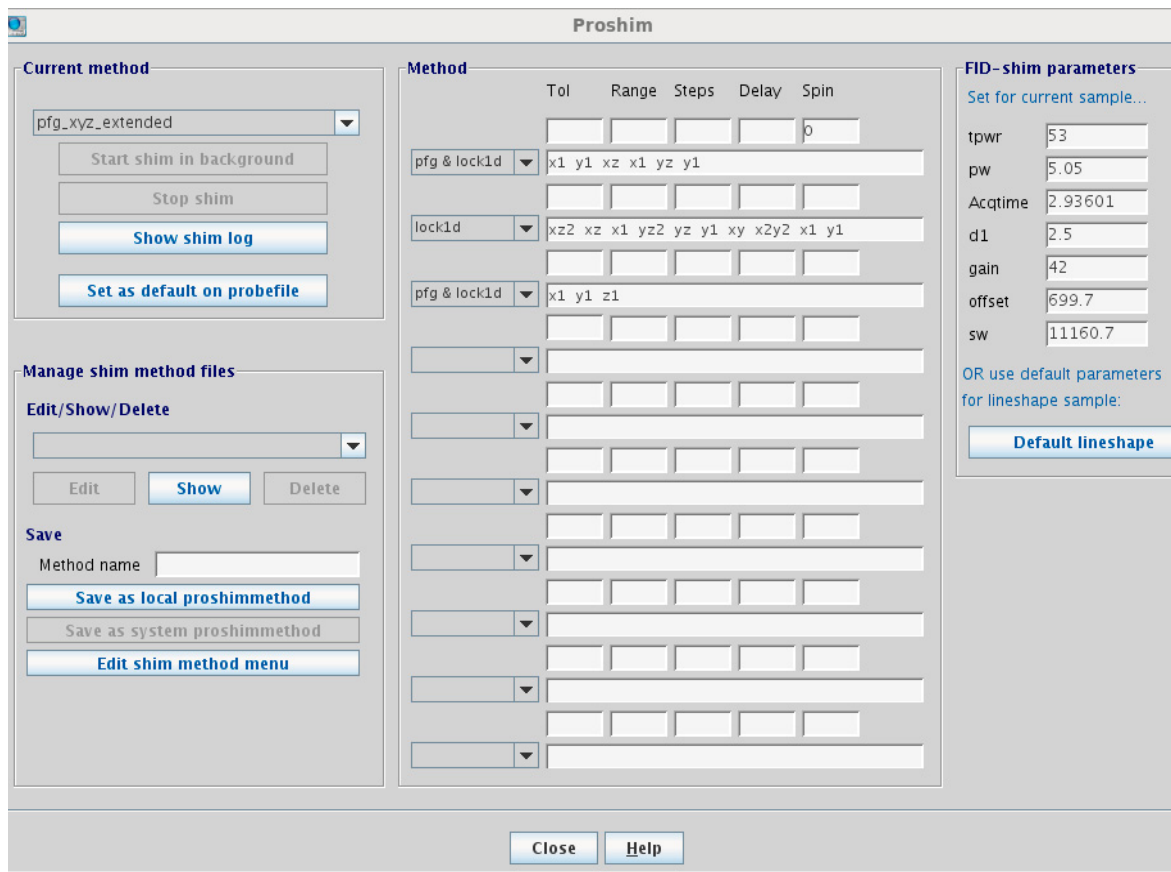 Proshim
Current method
pfg_xyz_extended
Start shim in background
Stop shim
Show shim log
Set as default on probefile
Manage shim method files
Edit/Show/Delete
Edit Show Delete
Save
Method name
Save as local proshimmethod
Save as system proshimmethod
Edit shim method menu
Method
Tol Range Steps Delay Spin
0
pfg & lock1d x1 y1 xz x1 yz y1
lock1d xz2 xz x1 yz2 yz y1 xy x2y2 x1 y1
pfg & lock1d x1 y1 z1
FID-shim parameters
Set for current sample...
tpwr 53
pw 5.05
Acqtime 2.93601
d1 2.5
gain 42
offset 699.7
sw 11160.7
OR use default parameters
for lineshape sample:
Default lineshape
Close Help